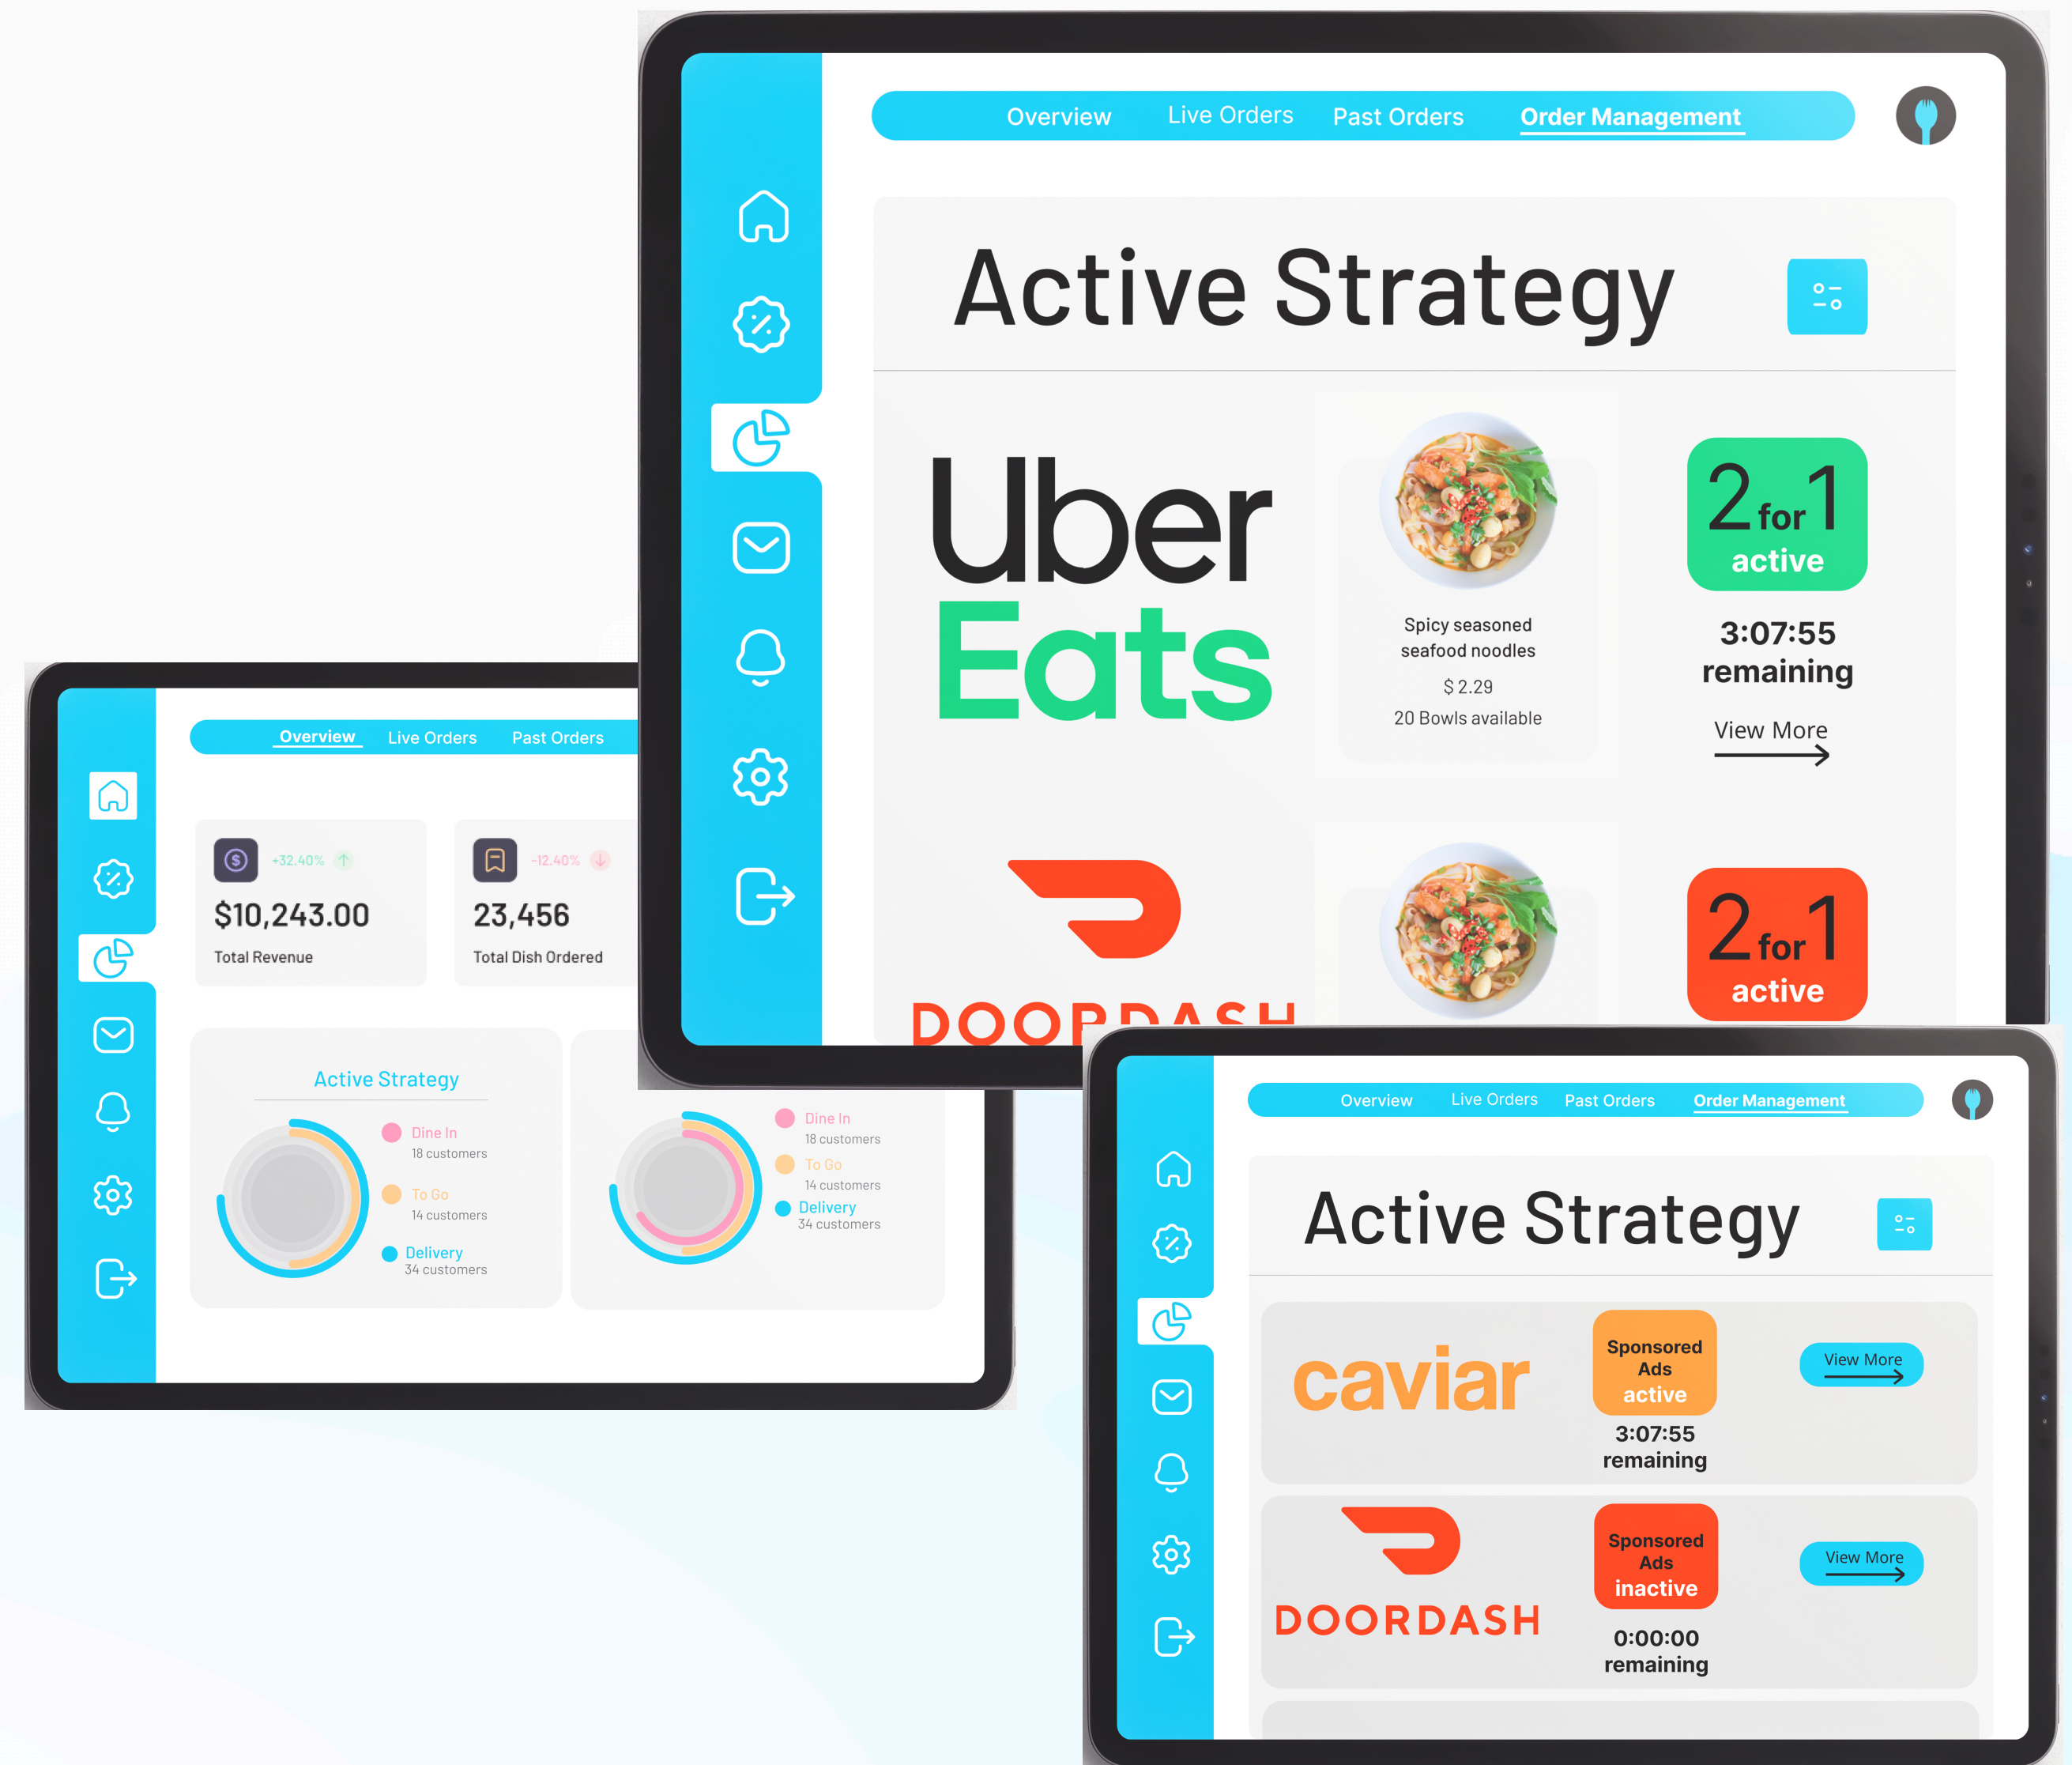 Overview Live Orders Past Orders Order Management
Active Strategy
Uber
Eats
Spicy seasoned
seafood noodles
$ 2.29
20 Bowls available
2 for 1
active
3:07:55
remaining
View More
DOORDASH
2 for 1
active
Overview Live Orders Past Orders
+32.40%
$10,243.00
Total Revenue
-12.40%
23,456
Total Dish Ordered
Active Strategy
Dine In
18 customers
To Go
14 customers
Delivery
34 customers
Dine In
18 customers
To Go
14 customers
Delivery
34 customers
Overview Live Orders Past Orders Order Management
Active Strategy
caviar
Sponsored
Ads
active
3:07:55
remaining
View More
DOORDASH
Sponsored
Ads
inactive
0:00:00
remaining
View More